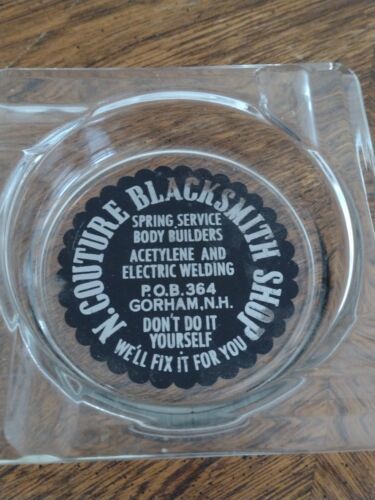 N. COUTURE BLACKSMITH SHOP
SPRING SERVICE
BODY BUILDERS
ACETYLENE AND
ELECTRIC WELDING
P.O.B. 364
GORHAM, N.H.
DON'T DO IT
YOURSELF
WE'LL FIX IT FOR YOU